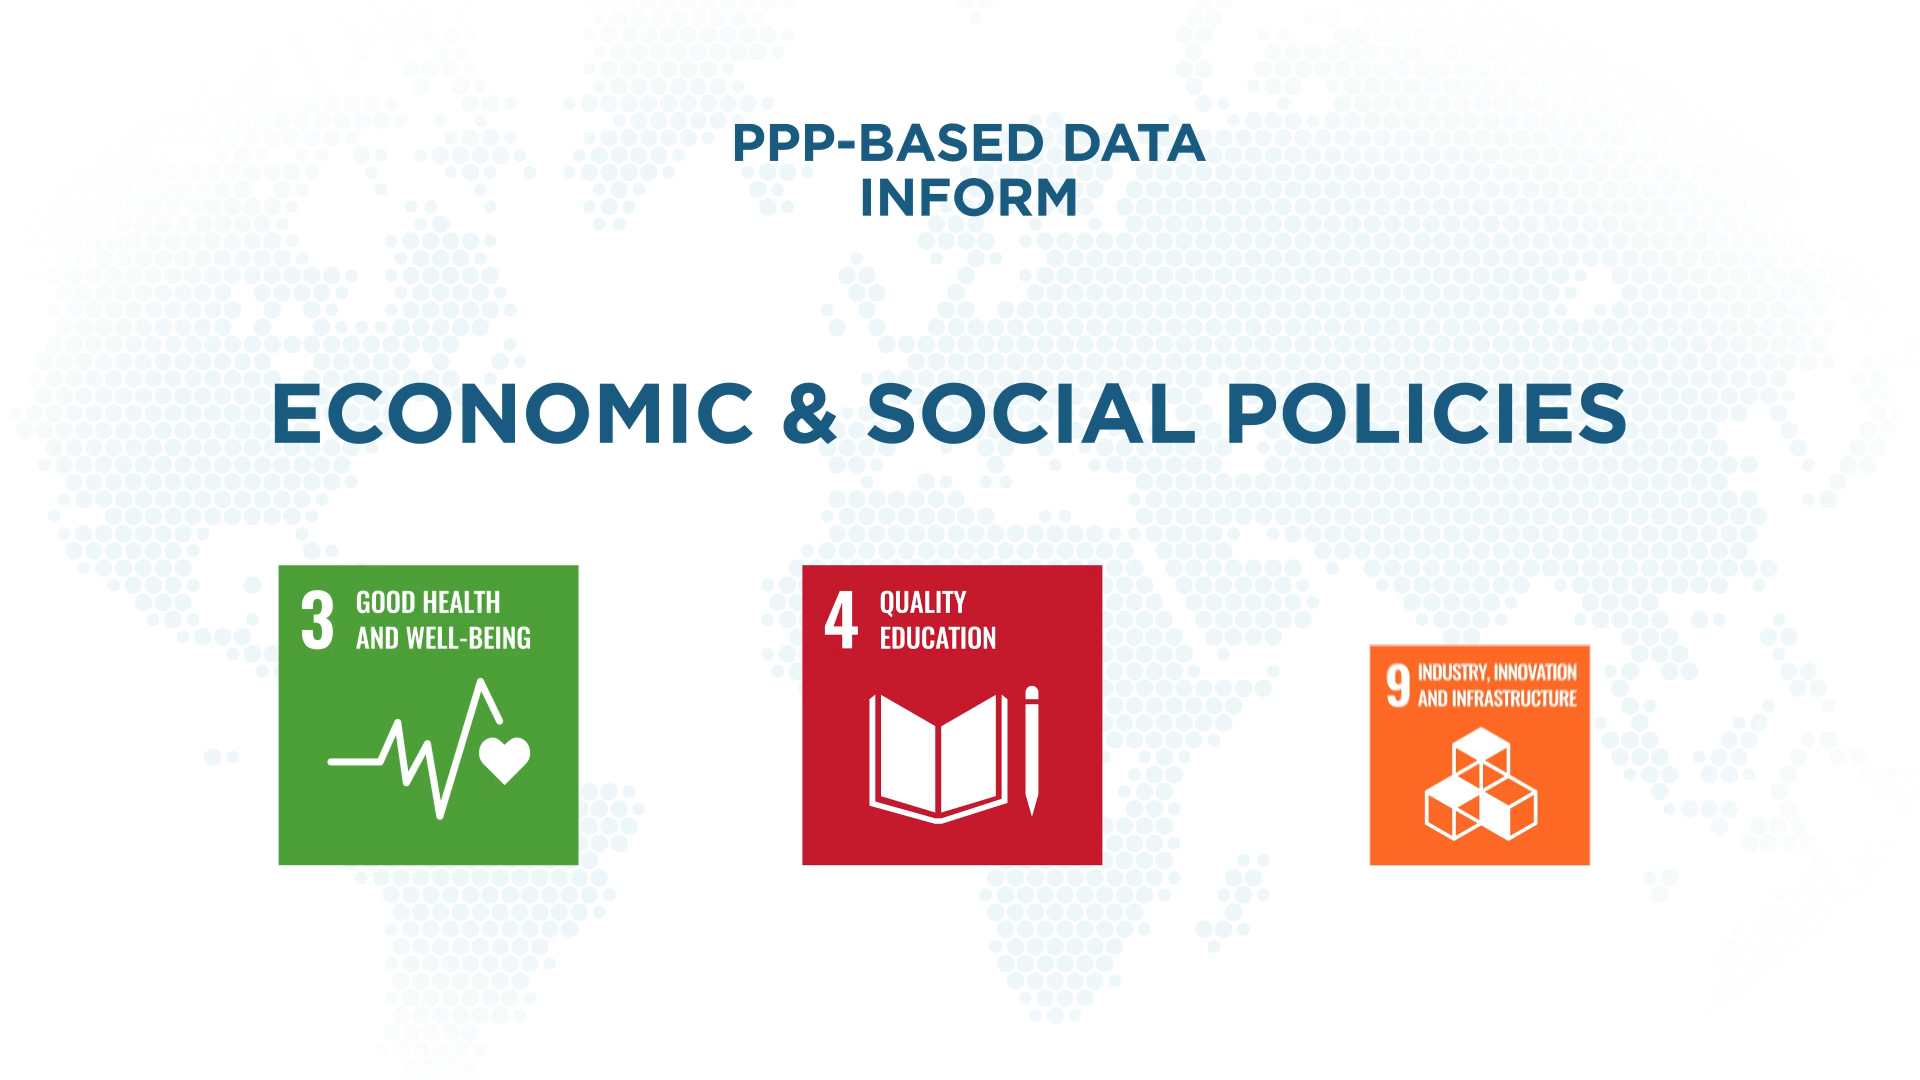 PPP-BASED DATA
INFORM
ECONOMIC & SOCIAL POLICIES
3 GOOD HEALTH
AND WELL-BEING
4 QUALITY
EDUCATION
9 INDUSTRY, INNOVATION
AND INFRASTRUCTURE